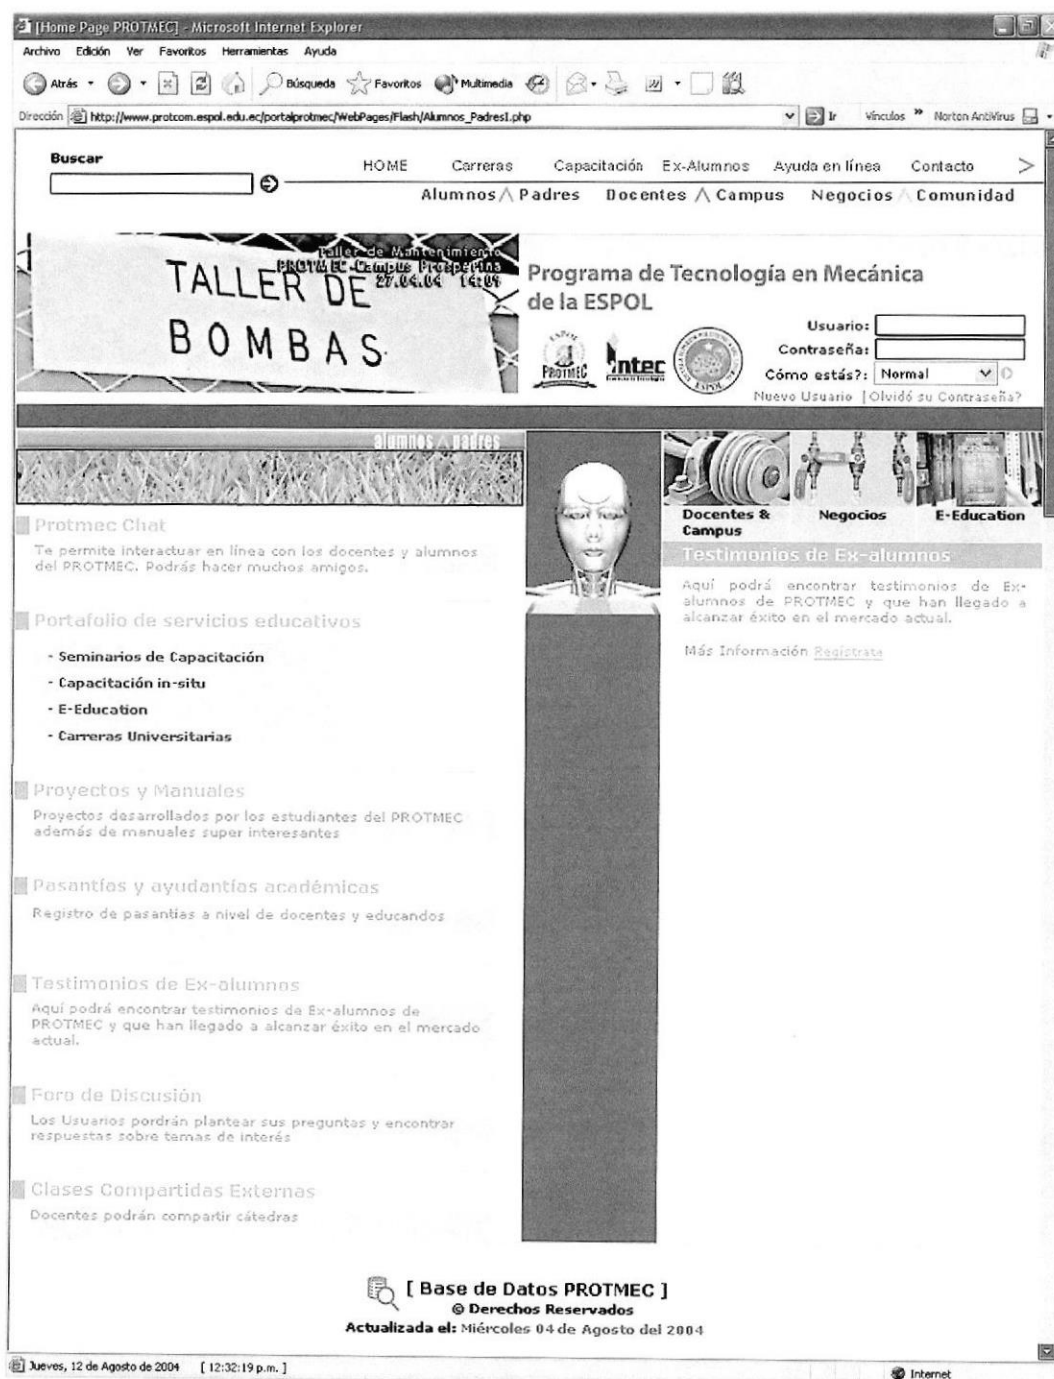 [Home Page PROTMEC] - Microsoft Internet Explorer
Archivo Edición Ver Favoritos Herramientas Ayuda
Atrás Búsqueda Favoritos Multimedia
Dirección http://www.protcom.espol.edu.ec/portalprotmec/WebPages/Flash/Alumnos_Padres1.php Ir Vínculos » Norton AntiVirus
Buscar
HOME Carreras Capacitación Ex-Alumnos Ayuda en línea Contacto >
Alumnos Padres Docentes Campus Negocios Comunidad
Taller de Mantenimiento
PROTMEC-Campus Prosperina
27.04.04 14:01
TALLER DE
BOMBAS
Programa de Tecnología en Mecánica
de la ESPOL
ESPOL
PROTMEC
intec
ESPOL
Usuario:
Contraseña:
Cómo estás?: Normal
Nuevo Usuario | Olvidó su Contraseña?
alumnos padres
Protmec Chat
Te permite interactuar en línea con los docentes y alumnos
del PROTMEC. Podrás hacer muchos amigos.
Portafolio de servicios educativos
- Seminarios de Capacitación
- Capacitación in-situ
- E-Education
- Carreras Universitarias
Proyectos y Manuales
Proyectos desarrollados por los estudiantes del PROTMEC
además de manuales super interesantes
Pasantías y ayudantías académicas
Registro de pasantías a nivel de docentes y educandos
Testimonios de Ex-alumnos
Aquí podrá encontrar testimonios de Ex-alumnos de
PROTMEC y que han llegado a alcanzar éxito en el mercado
actual.
Foro de Discusión
Los Usuarios pordrán plantear sus preguntas y encontrar
respuestas sobre temas de interés
Clases Compartidas Externas
Docentes podrán compartir cátedras
Docentes &
Campus
Negocios
E-Education
Testimonios de Ex-alumnos
Aquí podrá encontrar testimonios de Ex-
alumnos de PROTMEC y que han llegado a
alcanzar éxito en el mercado actual.
Más Información Regístrate
[ Base de Datos PROTMEC ]
© Derechos Reservados
Actualizada el: Miércoles 04 de Agosto del 2004
Jueves, 12 de Agosto de 2004 [ 12:32:19 p.m. ]
Internet